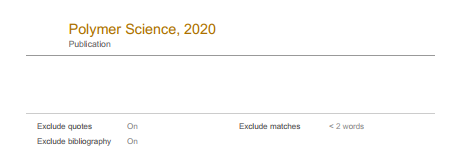 Polymer Science, 2020
Publication
Exclude quotes On Exclude matches < 2 words
Exclude bibliography On